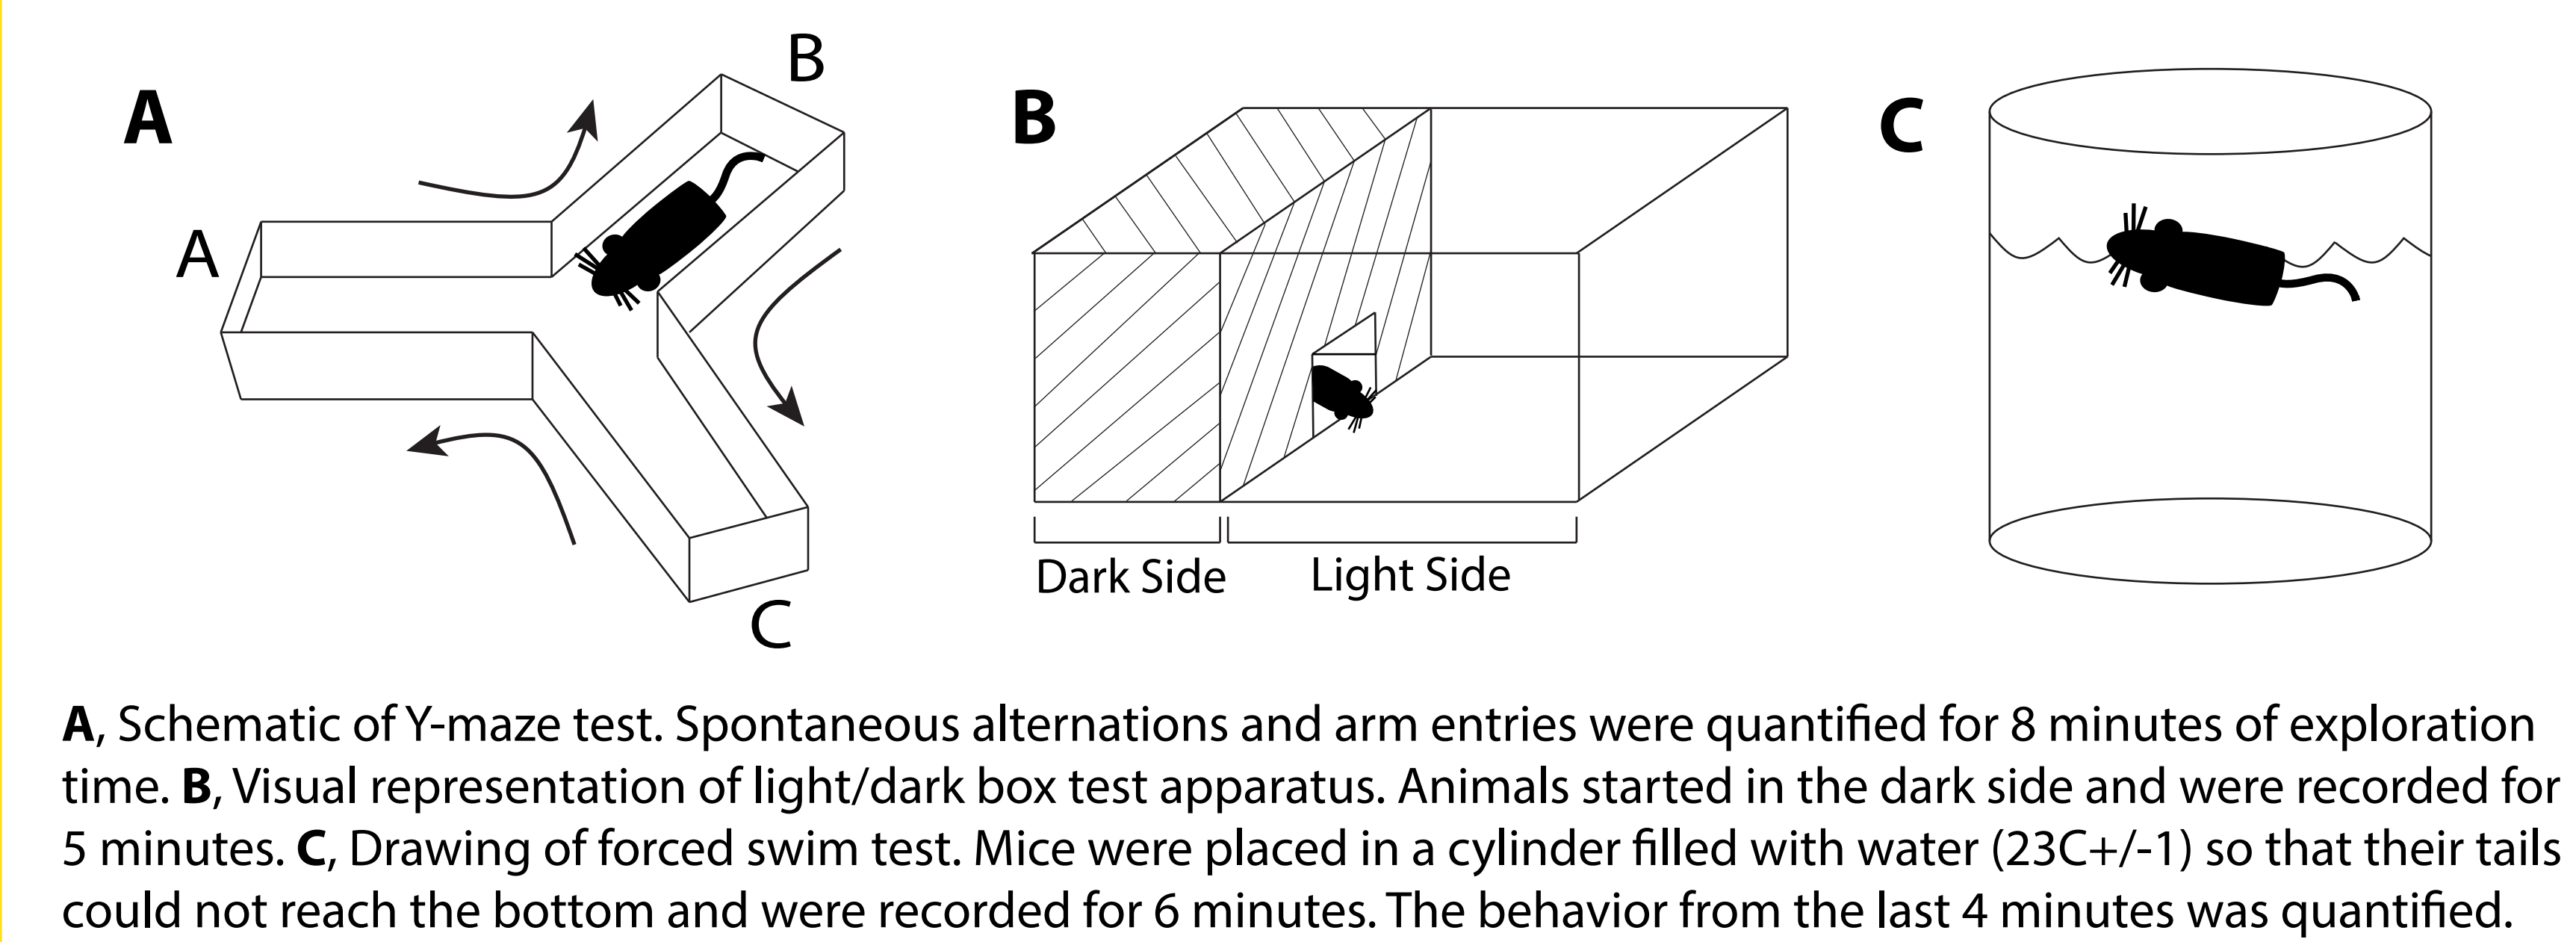 A
A
B
C
B
Dark Side
Light Side
C
A, Schematic of Y-maze test. Spontaneous alternations and arm entries were quantified for 8 minutes of exploration
time. B, Visual representation of light/dark box test apparatus. Animals started in the dark side and were recorded for
5 minutes. C, Drawing of forced swim test. Mice were placed in a cylinder filled with water (23C+/-1) so that their tails
could not reach the bottom and were recorded for 6 minutes. The behavior from the last 4 minutes was quantified.